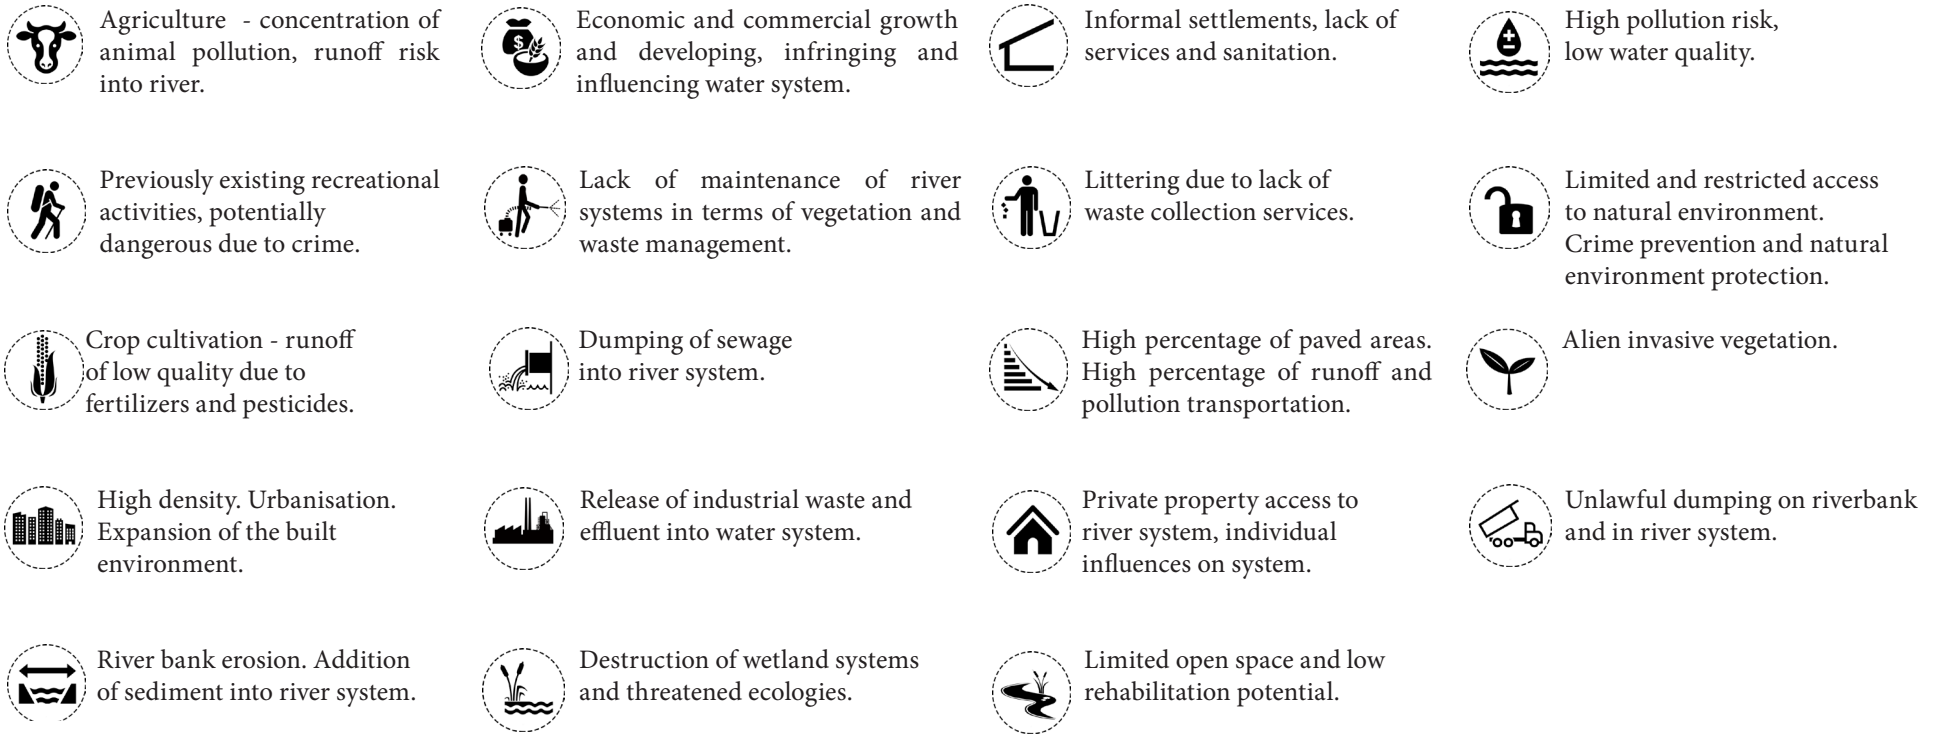 Agriculture - concentration of
animal pollution, runoff risk
into river.
Economic and commercial growth
and developing, infringing and
influencing water system.
Informal settlements, lack of
services and sanitation.
High pollution risk,
low water quality.
Previously existing recreational
activities, potentially
dangerous due to crime.
Lack of maintenance of river
systems in terms of vegetation and
waste management.
Littering due to lack of
waste collection services.
Limited and restricted access
to natural environment.
Crime prevention and natural
environment protection.
Crop cultivation - runoff
of low quality due to
fertilizers and pesticides.
Dumping of sewage
into river system.
High percentage of paved areas.
High percentage of runoff and
pollution transportation.
Alien invasive vegetation.
High density. Urbanisation.
Expansion of the built
environment.
Release of industrial waste and
effluent into water system.
Private property access to
river system, individual
influences on system.
Unlawful dumping on riverbank
and in river system.
River bank erosion. Addition
of sediment into river system.
Destruction of wetland systems
and threatened ecologies.
Limited open space and low
rehabilitation potential.